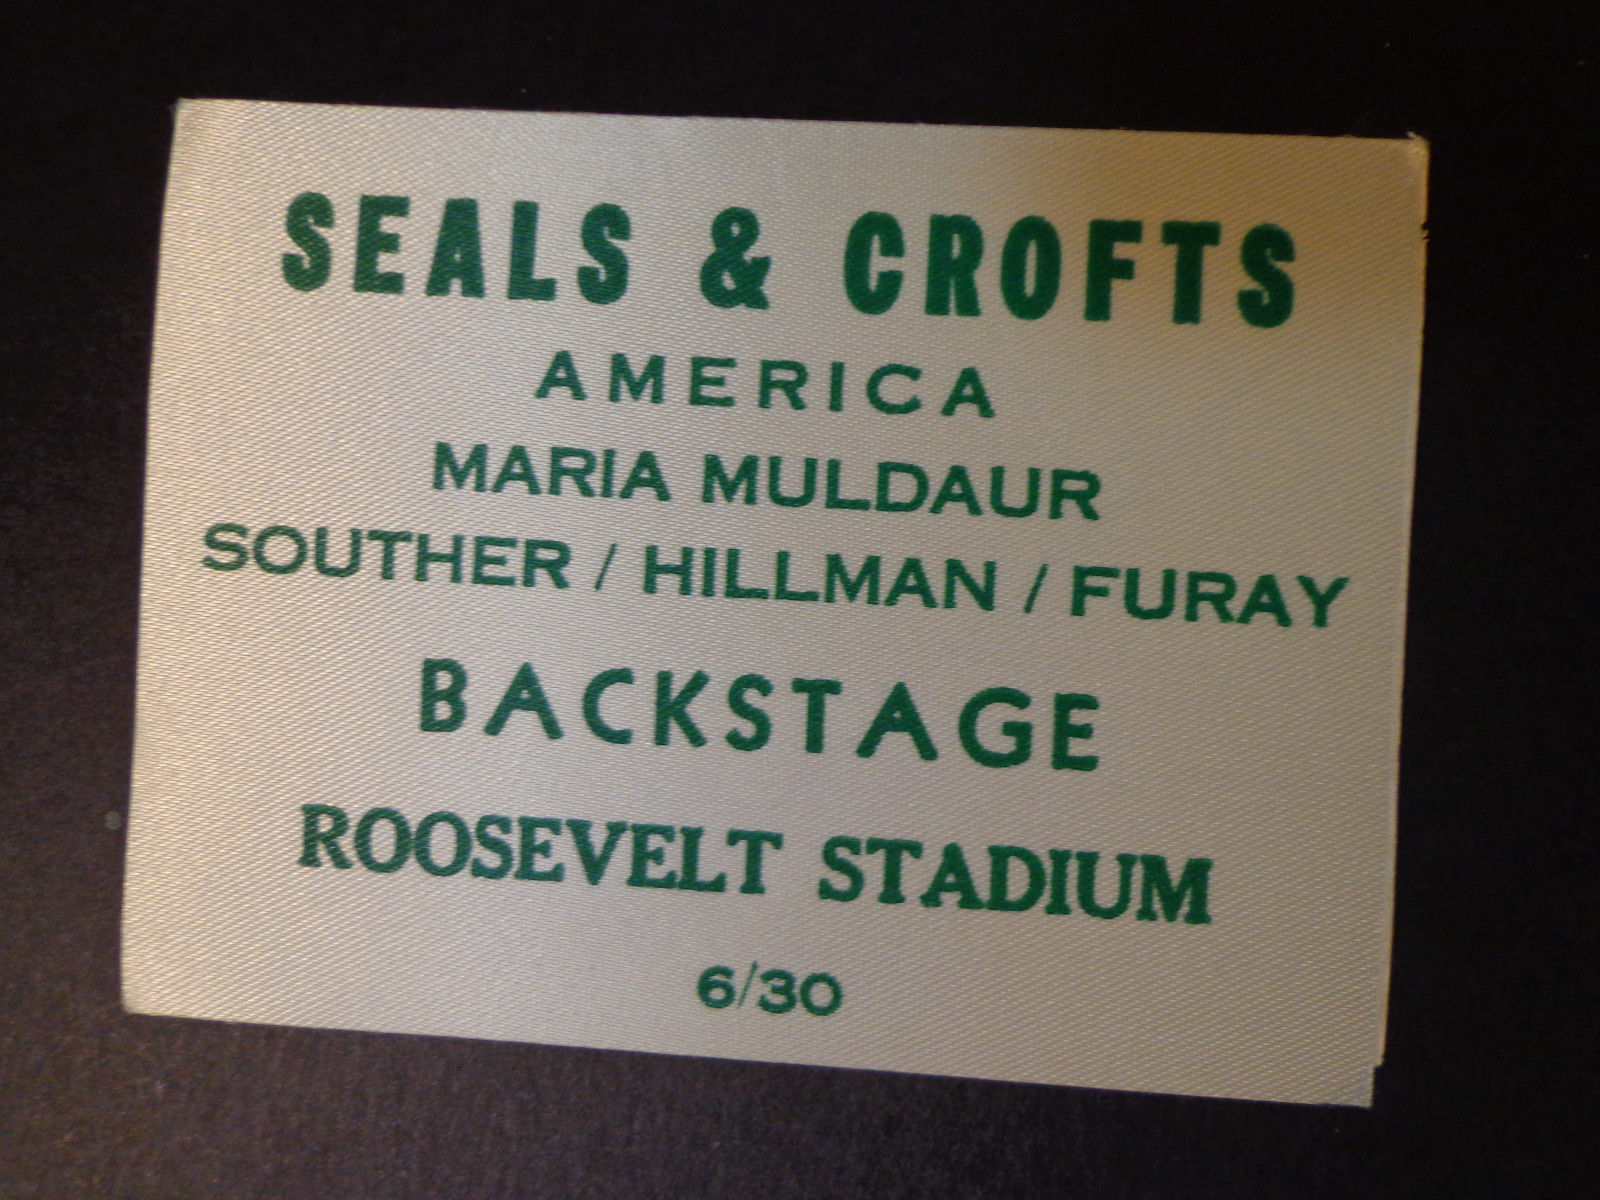 SEALS & CROFTS
AMERICA
MARIA MULDAUR
SOUTHER / HILLMAN / FURAY
BACKSTAGE
ROOSEVELT STADIUM
6/30